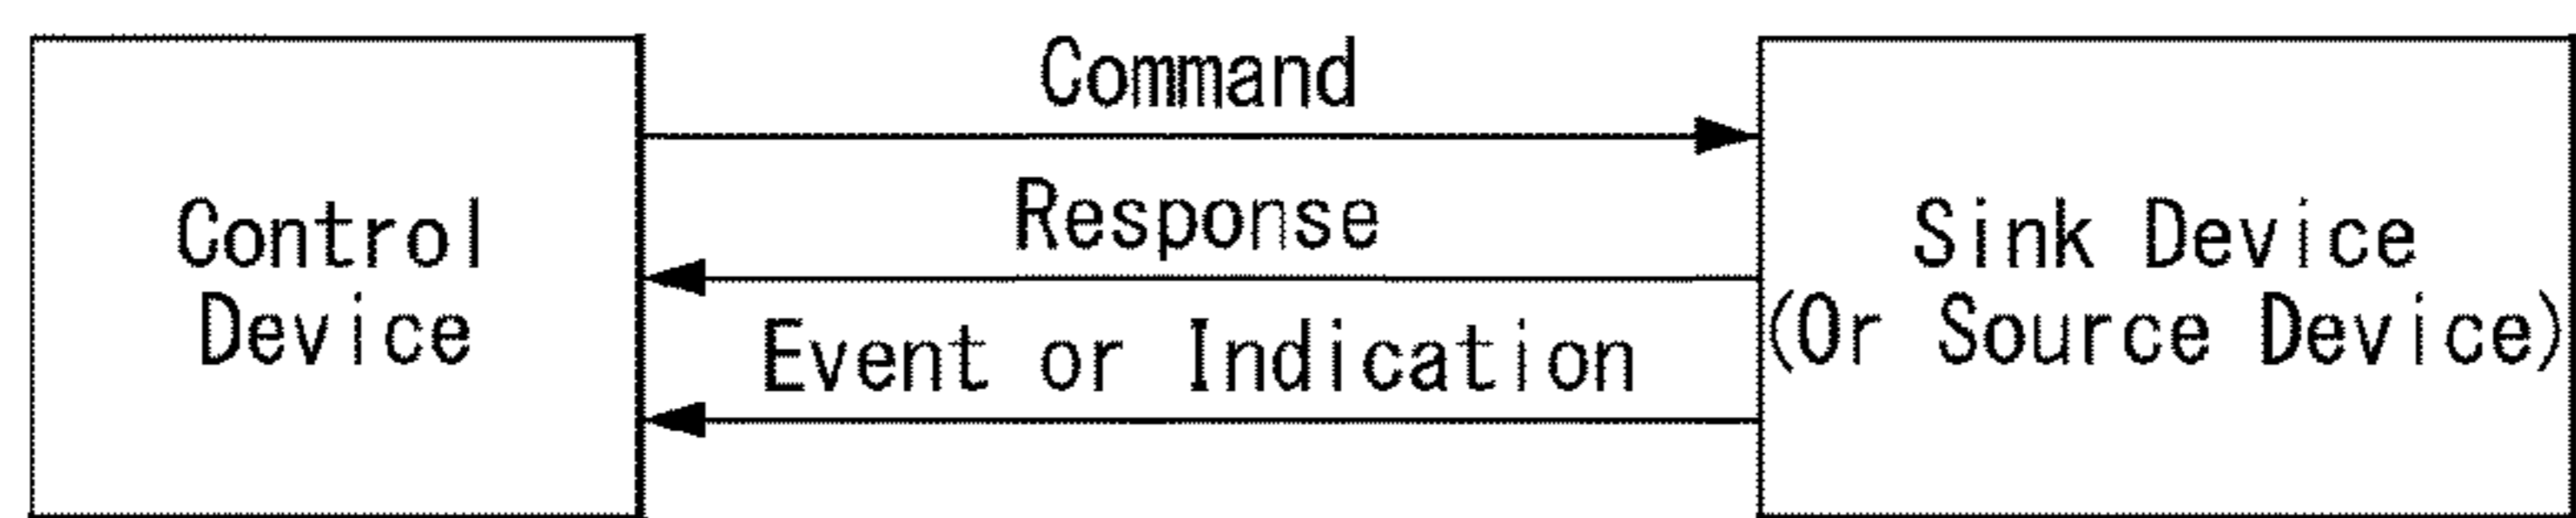 Command
Response
Event or Indication
Control
Device
Sink Device
(Or Source Device)